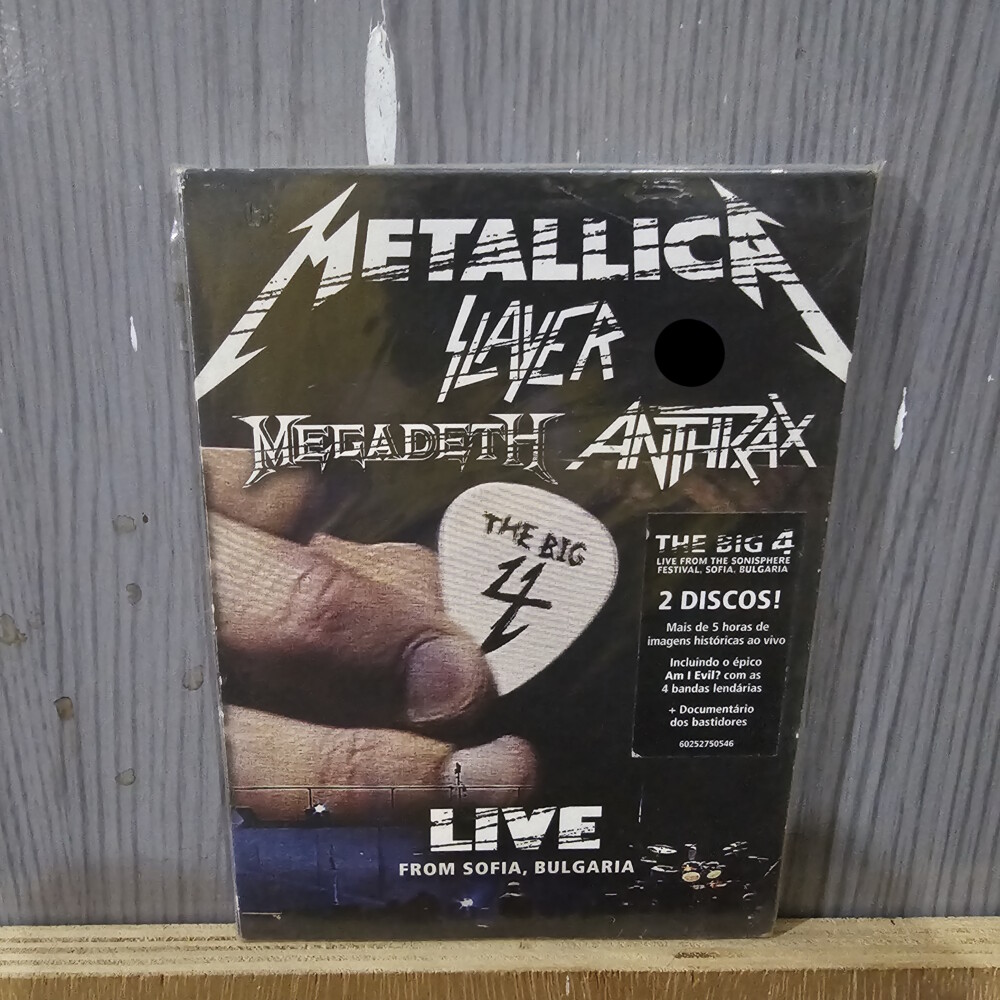 METALLICA
SLAYER
MEGADETH ANTHRAX
THE BIG
4
THE BIG 4
LIVE FROM THE SONISPHERE
FESTIVAL, SOFIA, BULGARIA
2 DISCOS!
Mais de 5 horas de
imagens históricas ao vivo
Incluindo o épico
Am I Evil? com as
4 bandas lendárias
+ Documentário
dos bastidores
60252750546
LIVE
FROM SOFIA, BULGARIA